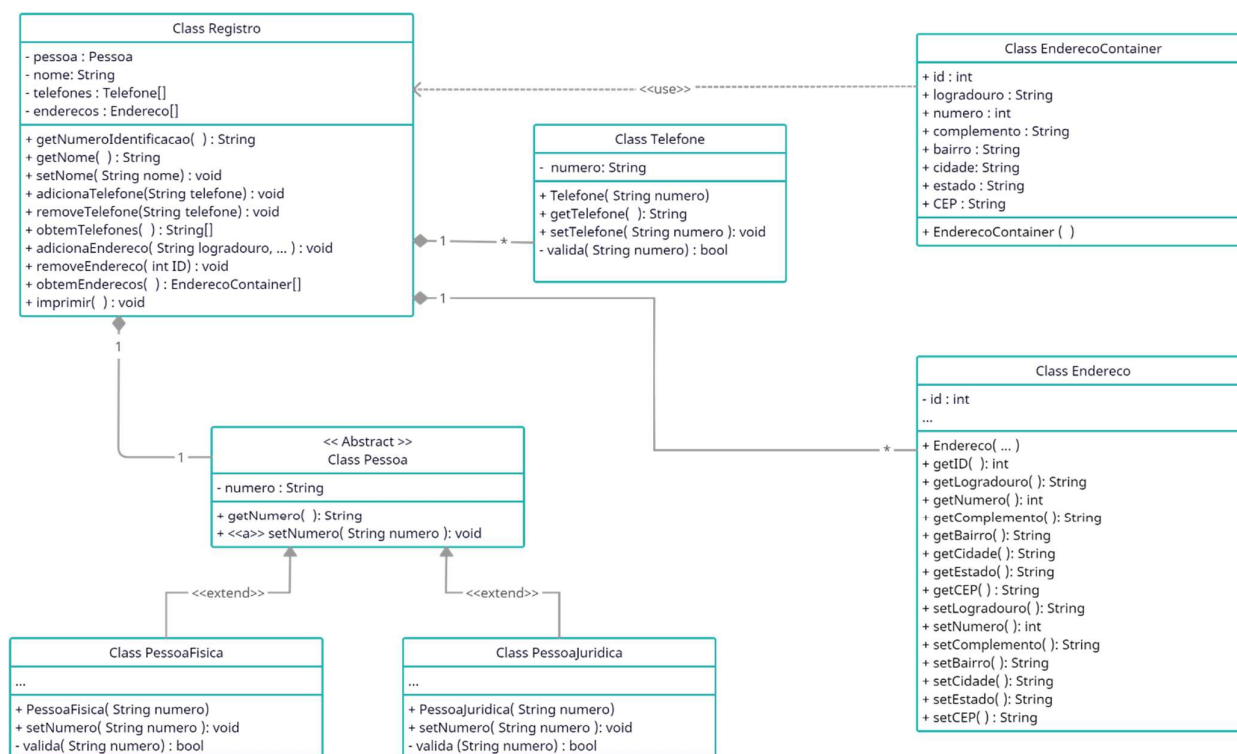 Class Registro
- pessoa : Pessoa
- nome: String
- telefones : Telefone[]
- enderecos : Endereco[]
+ getNumeroIdentificacao(  ) : String
+ getNome(  ) : String
+ setNome( String nome) : void
+ adicionaTelefone(String telefone) : void
+ removeTelefone(String telefone) : void
+ obtemTelefones(  ) : String[]
+ adicionaEndereco( String logradouro, ... ) : void
+ removeEndereco( int ID) : void
+ obtemEnderecos(  ) : EnderecoContainer[]
+ imprimir(  ) : void
<<use>>
Class EnderecoContainer
+ id : int
+ logradouro : String
+ numero : int
+ complemento : String
+ bairro : String
+ cidade: String
+ estado : String
+ CEP : String
+ EnderecoContainer (  )
Class Telefone
- numero: String
+ Telefone( String numero)
+ getTelefone(  ): String
+ setTelefone( String numero ): void
- valida( String numero) : bool
1
*
1
*
1
1
Class Endereco
- id : int
...
+ Endereco( ... )
+ getID(  ): int
+ getLogradouro( ): String
+ getNumero( ): int
+ getComplemento( ): String
+ getBairro( ): String
+ getCidade( ): String
+ getEstado( ): String
+ getCEP( ) : String
+ setLogradouro( ): String
+ setNumero( ): int
+ setComplemento( ): String
+ setBairro( ): String
+ setCidade( ): String
+ setEstado( ): String
+ setCEP( ) : String
<< Abstract >>
Class Pessoa
- numero : String
+ getNumero(  ): String
+ <<a>> setNumero( String numero ): void
<<extend>>
<<extend>>
Class PessoaFisica
...
+ PessoaFisica( String numero)
+ setNumero( String numero ): void
- valida( String numero) : bool
Class PessoaJuridica
...
+ PessoaJuridica( String numero)
+ setNumero( String numero ): void
- valida (String numero) : bool